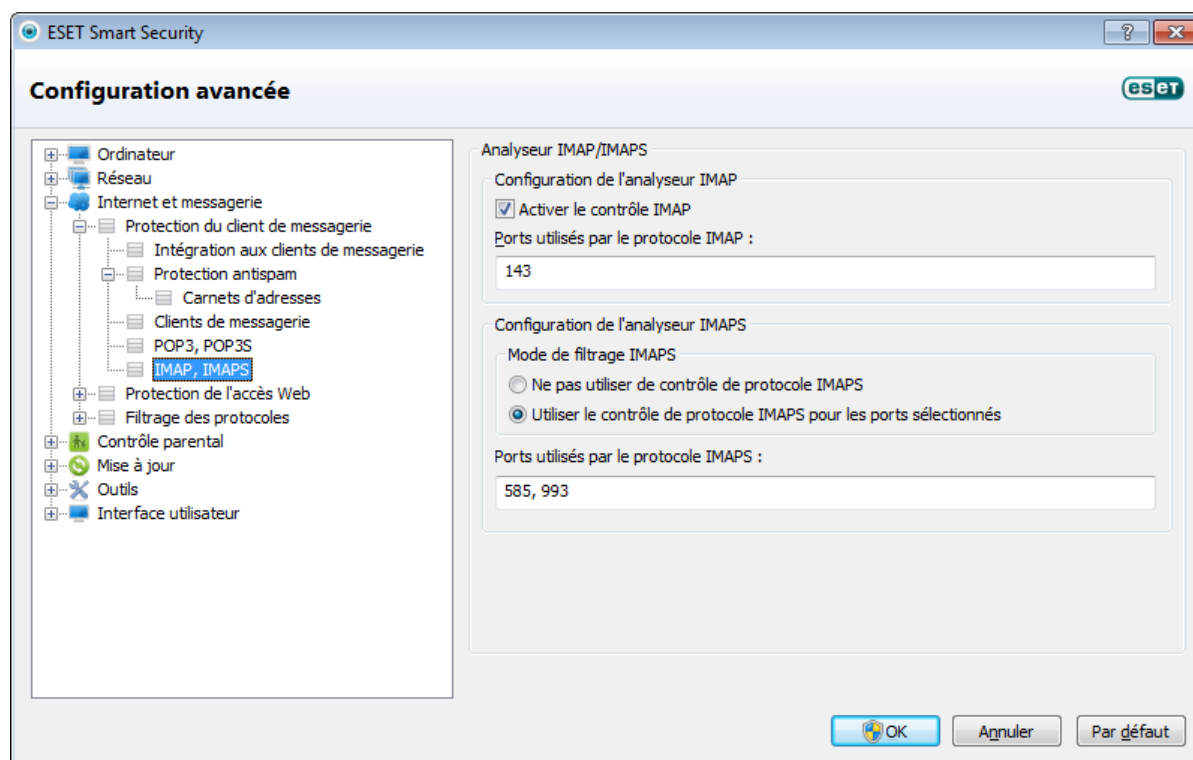 ESET Smart Security
Configuration avancée
eseT
Ordinateur
Réseau
Internet et messagerie
Protection du client de messagerie
Intégration aux clients de messagerie
Protection antispam
Carnets d'adresses
Clients de messagerie
POP3, POP3S
IMAP, IMAPS
Protection de l'accès Web
Filtrage des protocoles
Contrôle parental
Mise à jour
Outils
Interface utilisateur
Analyseur IMAP/IMAPS
Configuration de l'analyseur IMAP
Activer le contrôle IMAP
Ports utilisés par le protocole IMAP :
143
Configuration de l'analyseur IMAPS
Mode de filtrage IMAPS
Ne pas utiliser de contrôle de protocole IMAPS
Utiliser le contrôle de protocole IMAPS pour les ports sélectionnés
Ports utilisés par le protocole IMAPS :
585, 993
OK
Annuler
Par défaut